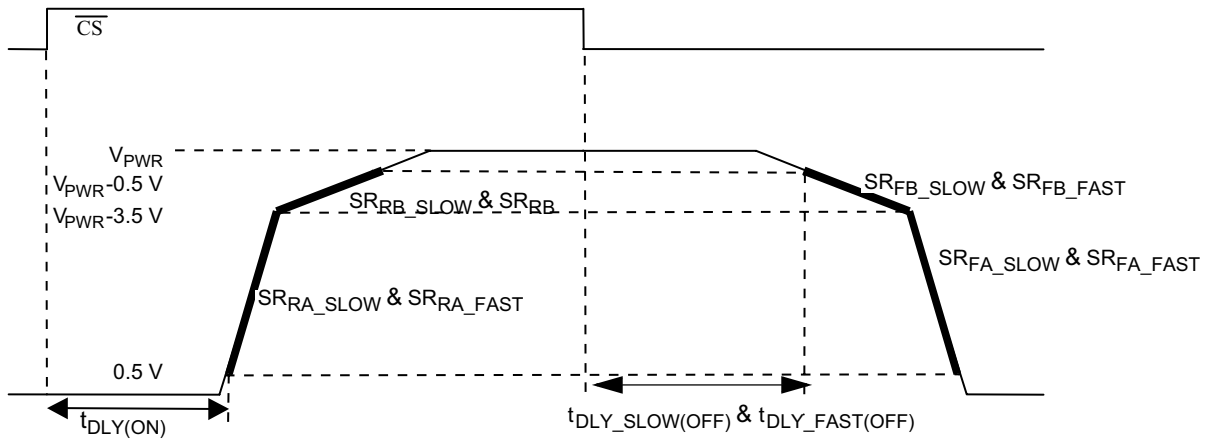 CS
VPWR
VPWR-0.5 V
VPWR-3.5 V
SRRB_SLOW & SRRB
SRFB_SLOW & SRFB_FAST
SRFA_SLOW & SRFA_FAST
SRRA_SLOW & SRRA_FAST
0.5 V
tDLY(ON)
tDLY_SLOW(OFF) & tDLY_FAST(OFF)